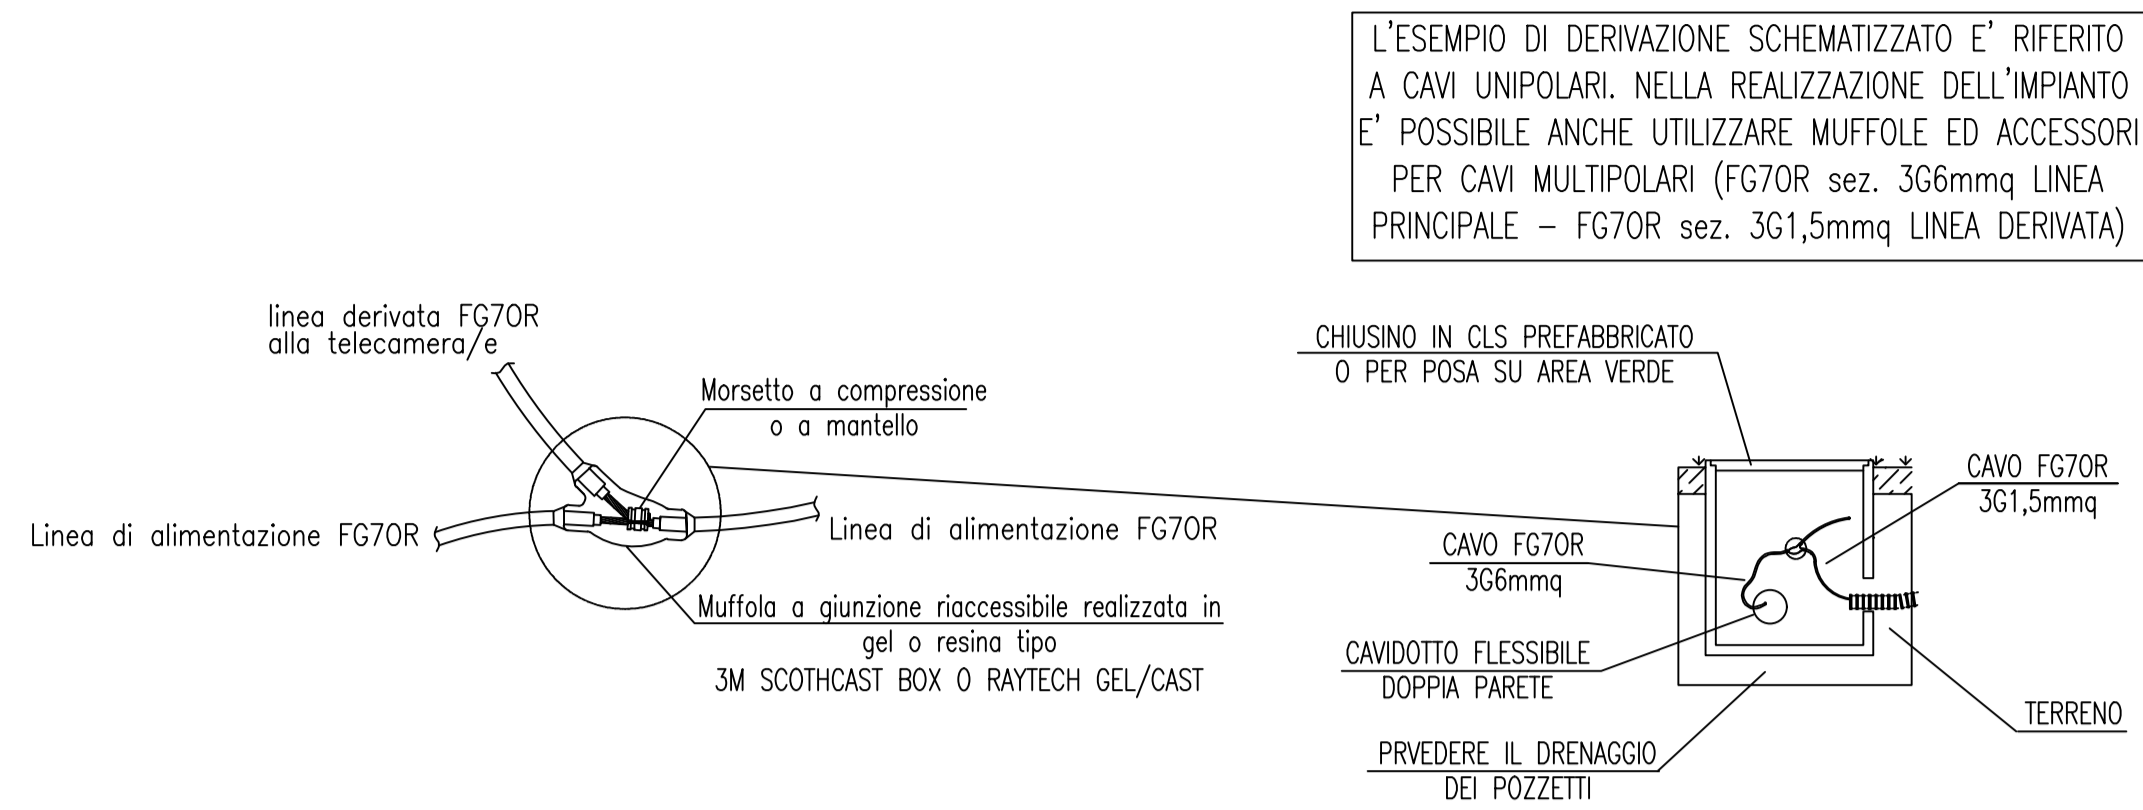 L'ESEMPIO DI DERIVAZIONE SCHEMATIZZATO E' RIFERITO
A CAVI UNIPOLARI. NELLA REALIZZAZIONE DELL'IMPIANTO
E' POSSIBILE ANCHE UTILIZZARE MUFFOLE ED ACCESSORI
PER CAVI MULTIPOLARI (FG7OR sez. 3G6mmq LINEA
PRINCIPALE – FG7OR sez. 3G1,5mmq LINEA DERIVATA)
linea derivata FG7OR
alla telecamera/e
Morsetto a compressione
o a mantello
Linea di alimentazione FG7OR
Linea di alimentazione FG7OR
Muffola a giunzione riaccessibile realizzata in
gel o resina tipo
3M SCOTHCAST BOX O RAYTECH GEL/CAST
CHIUSINO IN CLS PREFABBRICATO
O PER POSA SU AREA VERDE
CAVO FG7OR
3G1,5mmq
CAVO FG7OR
3G6mmq
CAVIDOTTO FLESSIBILE
DOPPIA PARETE
TERRENO
PRVEDERE IL DRENAGGIO
DEI POZZETTI